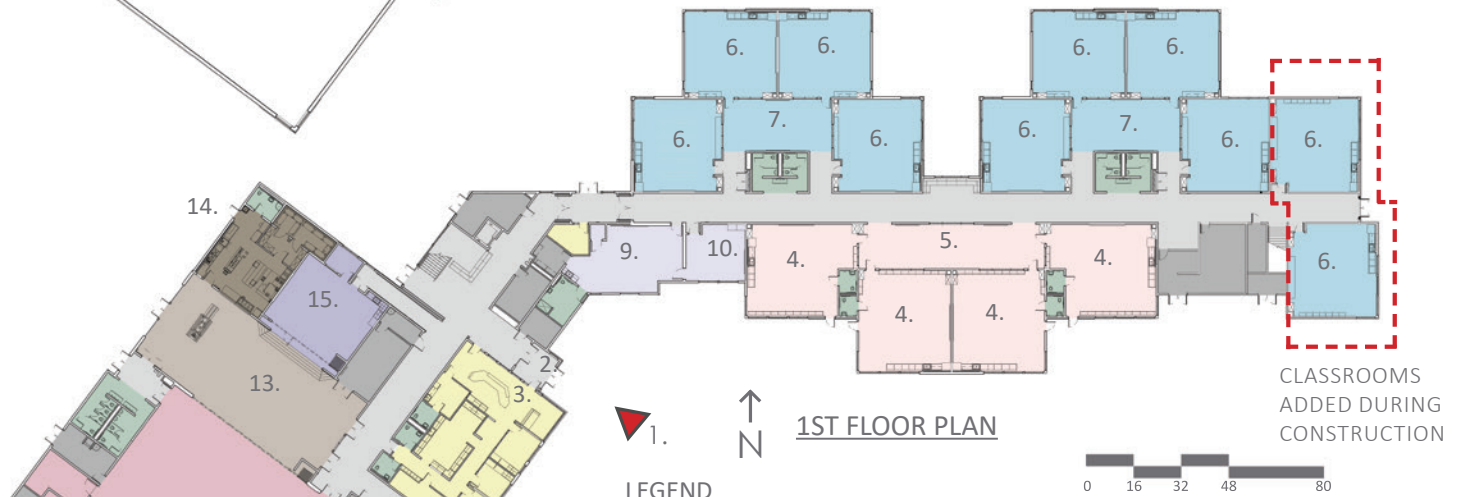 6. 6. 6. 6.
6. 7. 6. 6. 7. 6. 6.
14.
9. 10. 4. 5. 4. 6.
15.
4. 4.
2.
13. 3.
1.
N
1ST FLOOR PLAN
CLASSROOMS
ADDED DURING
CONSTRUCTION
0 16 32 48 80
LEGEND